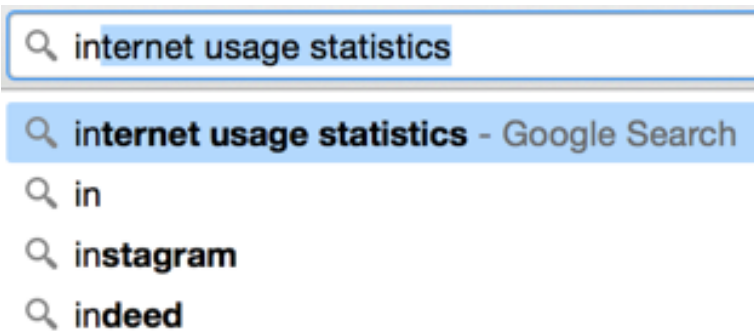 internet usage statistics
internet usage statistics - Google Search
in
instagram
indeed